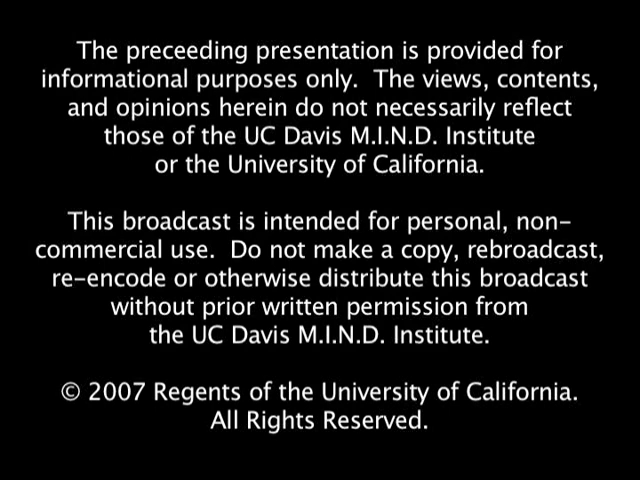 The preceeding presentation is provided for
informational purposes only.  The views, contents,
and opinions herein do not necessarily reflect
those of the UC Davis M.I.N.D. Institute
or the University of California.
This broadcast is intended for personal, non-
commercial use.  Do not make a copy, rebroadcast,
re-encode or otherwise distribute this broadcast
without prior written permission from
the UC Davis M.I.N.D. Institute.
© 2007 Regents of the University of California.
All Rights Reserved.